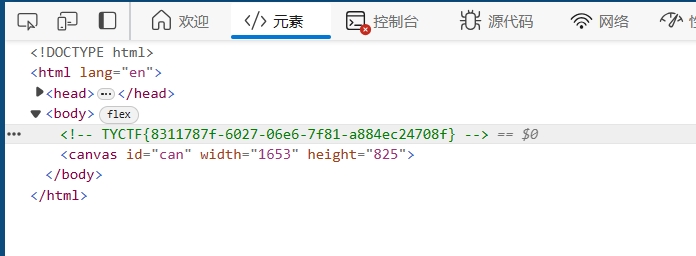 欢迎 </> 元素 控制台 源代码 网络
<!DOCTYPE html>
<html lang="en">
<head> ••• </head>
<body> flex
••• <!-- TYCTF{8311787f-6027-06e6-7f81-a884ec24708f} --> == $0
<canvas id="can" width="1653" height="825">
</body>
</html>